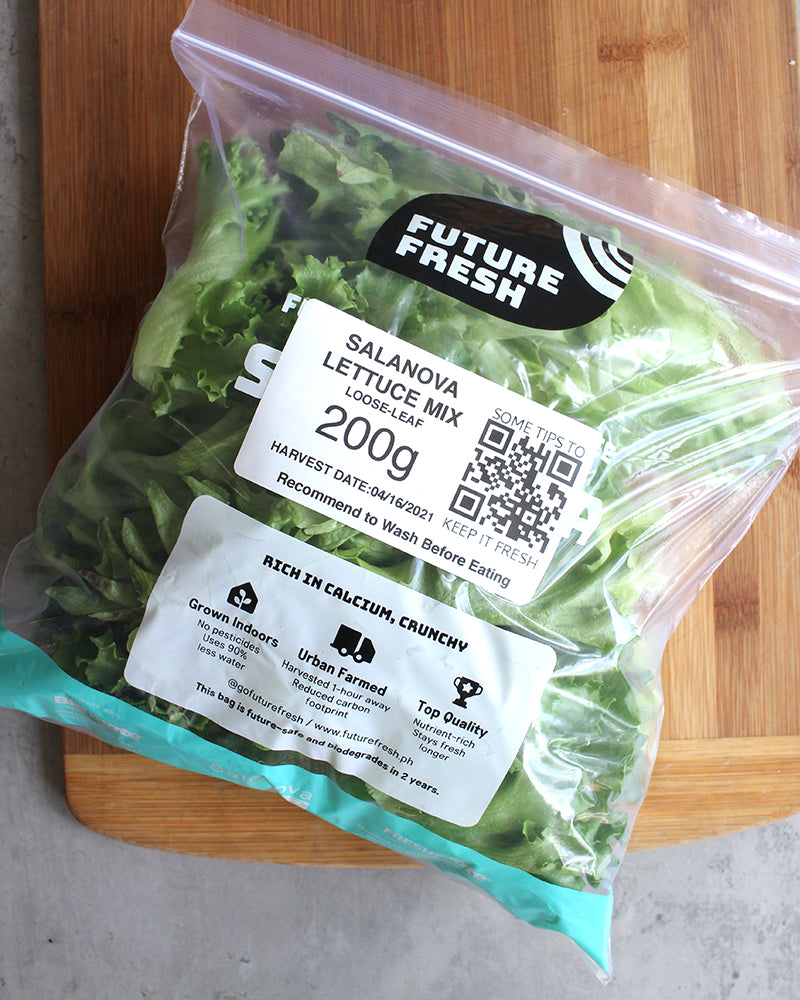 FUTURE
FRESH
SALANOVA
LETTUCE MIX
LOOSE-LEAF
200g
HARVEST DATE:04/16/2021
Recommend to Wash Before Eating
SOME TIPS TO
KEEP IT FRESH
RICH IN CALCIUM, CRUNCHY
Grown Indoors
No pesticides
Uses 90%
less water
Urban Farmed
Harvested 1-hour away
Reduced carbon
footprint
Top Quality
Nutrient-rich
Stays fresh
longer
@gofuturefresh / www.futurefresh.ph
This bag is future-safe and biodegrades in 2 years.